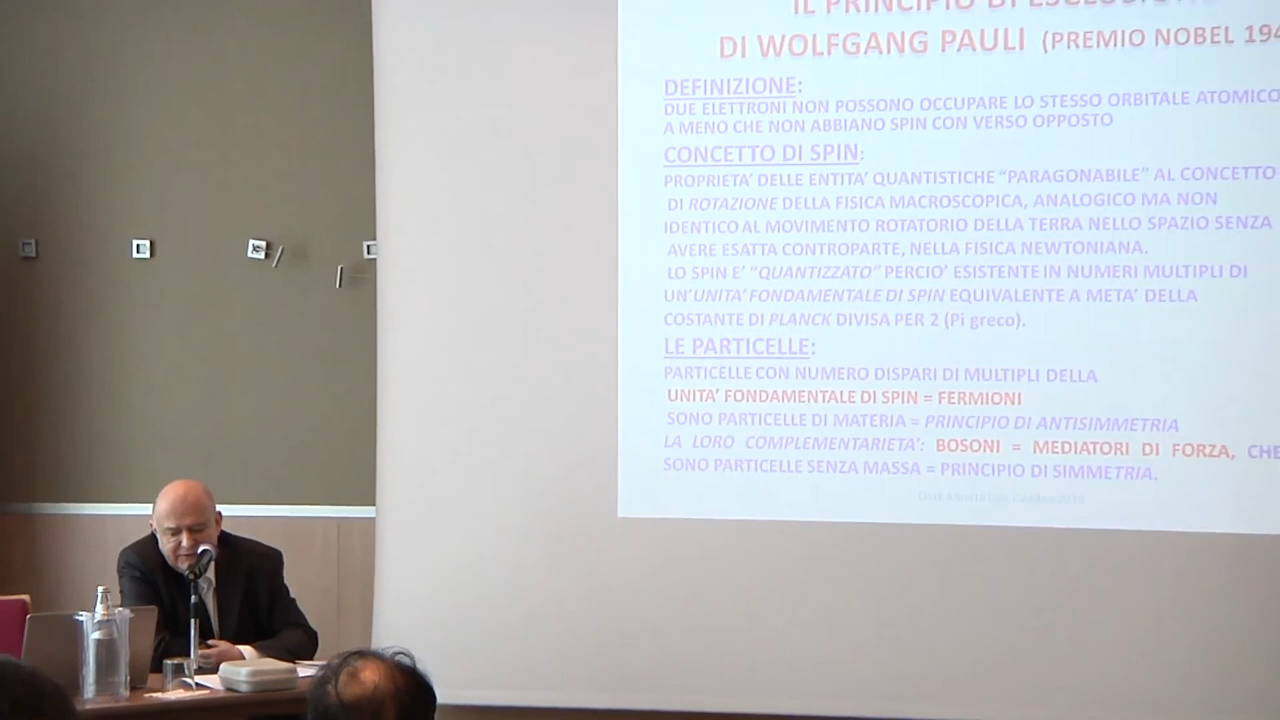 IL PRINCIPIO DI ESCLUSIONE
DI WOLFGANG PAULI (PREMIO NOBEL 194
DEFINIZIONE:
DUE ELETTRONI NON POSSONO OCCUPARE LO STESSO ORBITALE ATOMICO
A MENO CHE NON ABBIANO SPIN CON VERSO OPPOSTO
CONCETTO DI SPIN:
PROPRIETA’ DELLE ENTITA’ QUANTISTICHE “PARAGONABILE” AL CONCETTO
DI ROTAZIONE DELLA FISICA MACROSCOPICA, ANALOGICO MA NON
IDENTICO AL MOVIMENTO ROTATORIO DELLA TERRA NELLO SPAZIO SENZA
AVERE ESATTA CONTROPARTE, NELLA FISICA NEWTONIANA.
LO SPIN E’ “QUANTIZZATO” PERCIO’ ESISTENTE IN NUMERI MULTIPLI DI
UN’UNITA’ FONDAMENTALE DI SPIN EQUIVALENTE A META’ DELLA
COSTANTE DI PLANCK DIVISA PER 2 (Pi greco).
LE PARTICELLE:
PARTICELLE CON NUMERO DISPARI DI MULTIPLI DELLA
UNITA’ FONDAMENTALE DI SPIN = FERMIONI
SONO PARTICELLE DI MATERIA = PRINCIPIO DI ANTISIMMETRIA
LA LORO COMPLEMENTARIETA’: BOSONI = MEDIATORI DI FORZA, CHE
SONO PARTICELLE SENZA MASSA = PRINCIPIO DI SIMMETRIA.